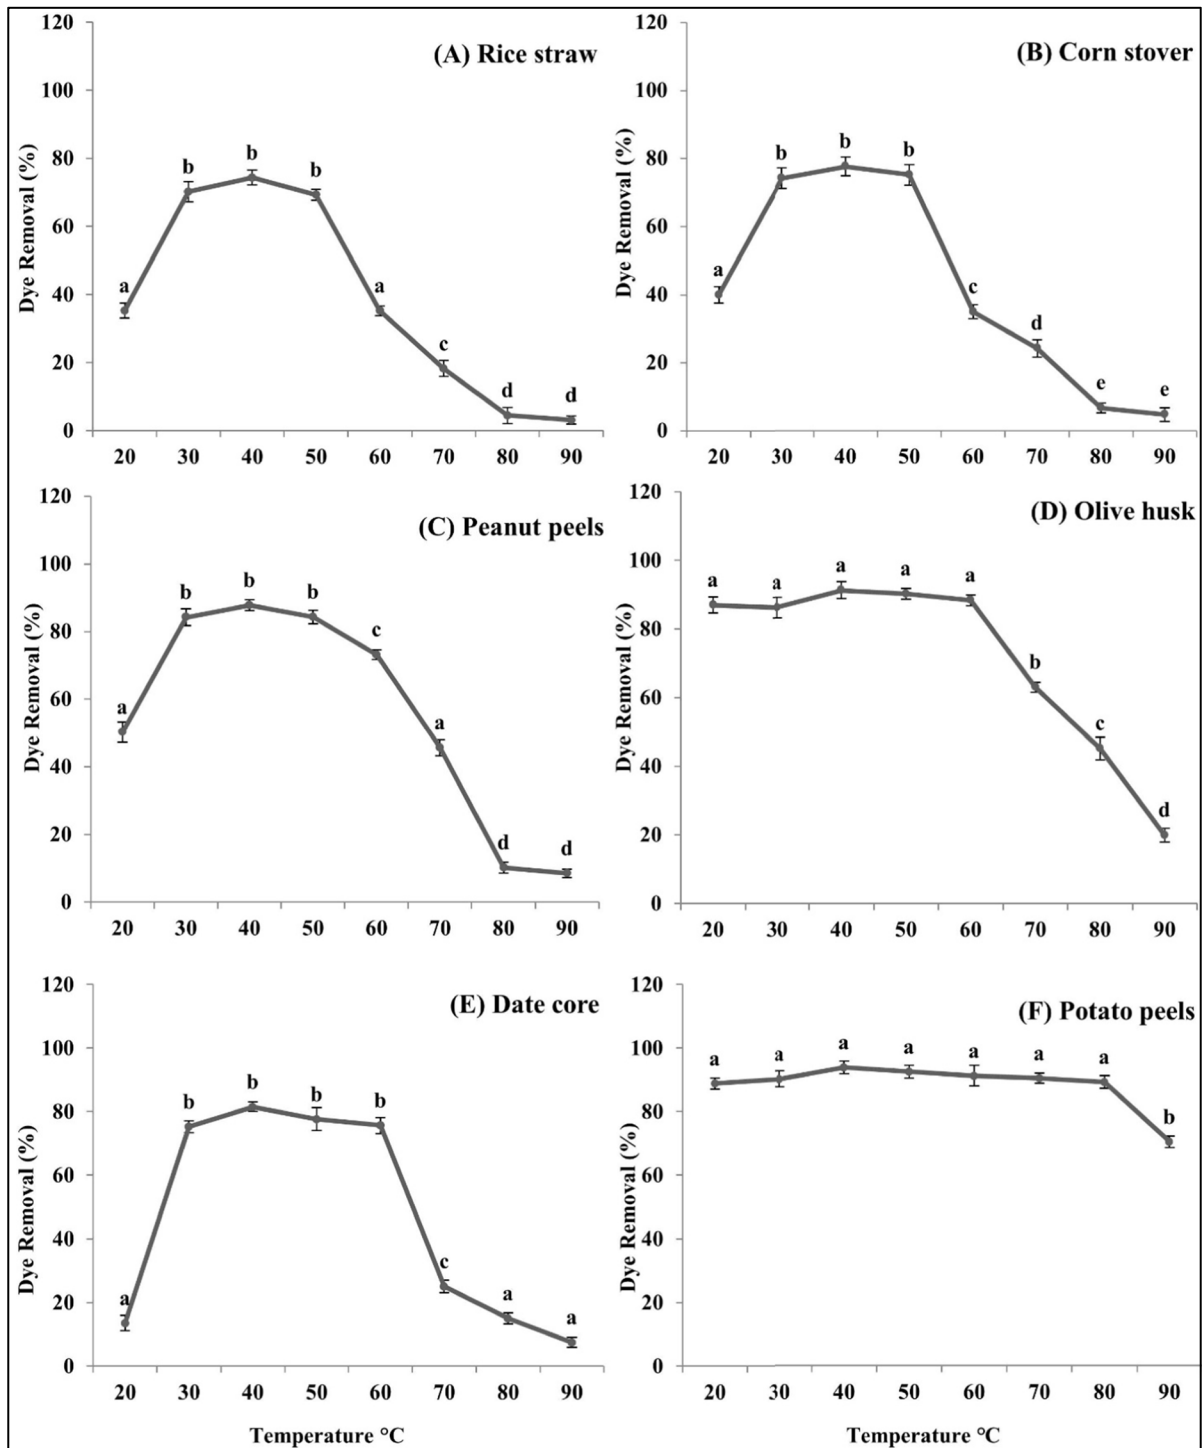 (A) Rice straw
Dye Removal (%)
120
100
80
60
40
20
0
a
b
b
b
a
c
d
d
20 30 40 50 60 70 80 90
(B) Corn stover
Dye Removal (%)
120
100
80
60
40
20
0
a
b
b
b
c
d
e
e
20 30 40 50 60 70 80 90
(C) Peanut peels
Dye Removal (%)
120
100
80
60
40
20
0
a
b
b
b
c
a
d
d
20 30 40 50 60 70 80 90
(D) Olive husk
Dye Removal (%)
120
100
80
60
40
20
0
a
a
a
a
a
b
c
d
20 30 40 50 60 70 80 90
(E) Date core
Dye Removal (%)
120
100
80
60
40
20
0
a
b
b
b
b
c
a
a
20 30 40 50 60 70 80 90
Temperature °C
(F) Potato peels
Dye Removal (%)
120
100
80
60
40
20
0
a
a
a
a
a
a
a
b
20 30 40 50 60 70 80 90
Temperature °C